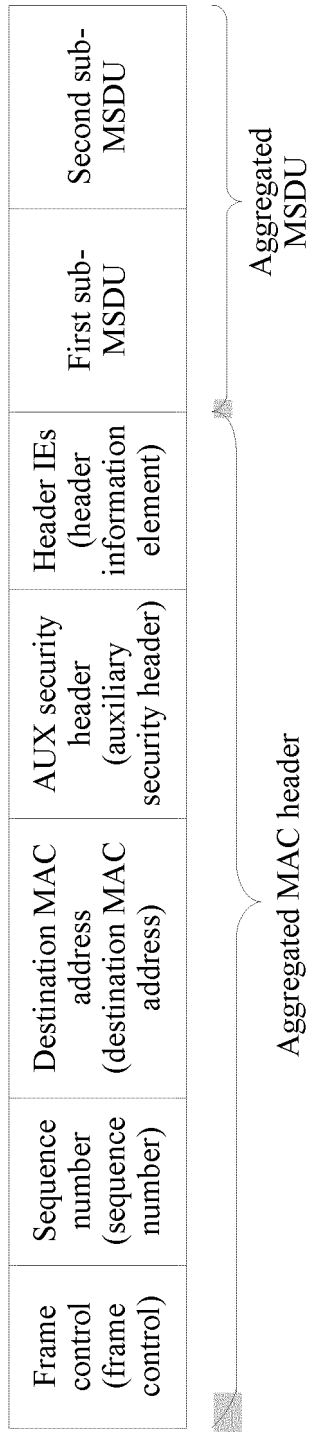 Frame
control
(frame
control)
Sequence
number
(sequence
number)
Destination MAC
address
(destination MAC
address)
AUX security
header
(auxiliary
security header)
Header IEs
(header
information
element)
First sub-
MSDU
Second sub-
MSDU
Aggregated MAC header
Aggregated
MSDU